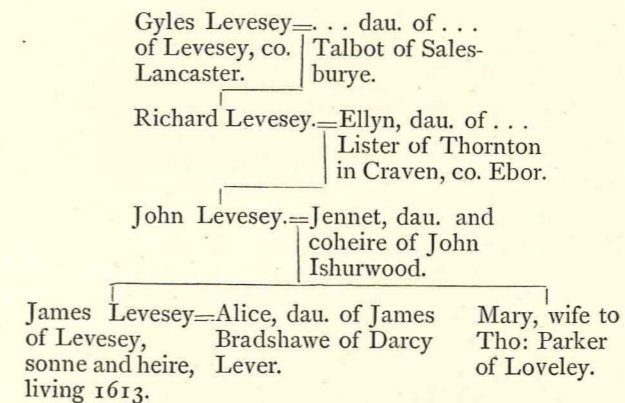 Gyles Levesey=. . . dau. of . . .
of Levesey, co. Talbot of Sales-
Lancaster. burye.
Richard Levesey.=Ellyn, dau. of . . .
Lister of Thornton
in Craven, co. Ebor.
John Levesey.=Jennet, dau. and
coheire of John
Ishurwood.
James Levesey=Alice, dau. of James Mary, wife to
of Levesey, Bradshawe of Darcy Tho: Parker
sonne and heire, Lever. of Loveley.
living 1613.